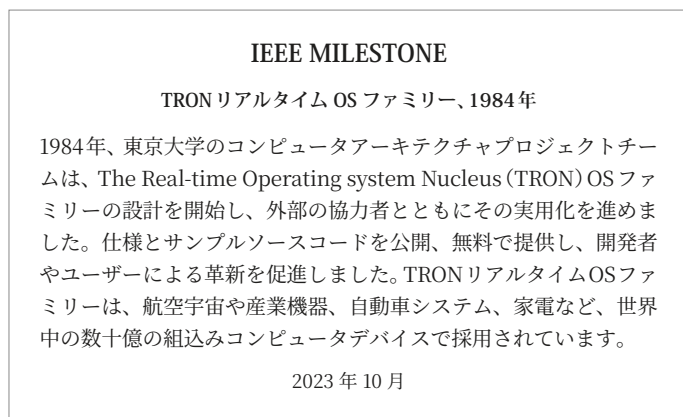 IEEE MILESTONE
TRONリアルタイム OS ファミリー、1984年
1984年、東京大学のコンピュータアーキテクチャプロジェクトチー
ムは、The Real-time Operating system Nucleus(TRON)OSファ
ミリーの設計を開始し、外部の協力者とともにその実用化を進めま
した。仕様とサンプルソースコードを公開、無料で提供し、開発者
やユーザーによる革新を促進しました。TRONリアルタイムOSファ
ミリーは、航空宇宙や産業機器、自動車システム、家電など、世界
中の数十億の組込みコンピュータデバイスで採用されています。
2023 年 10 月